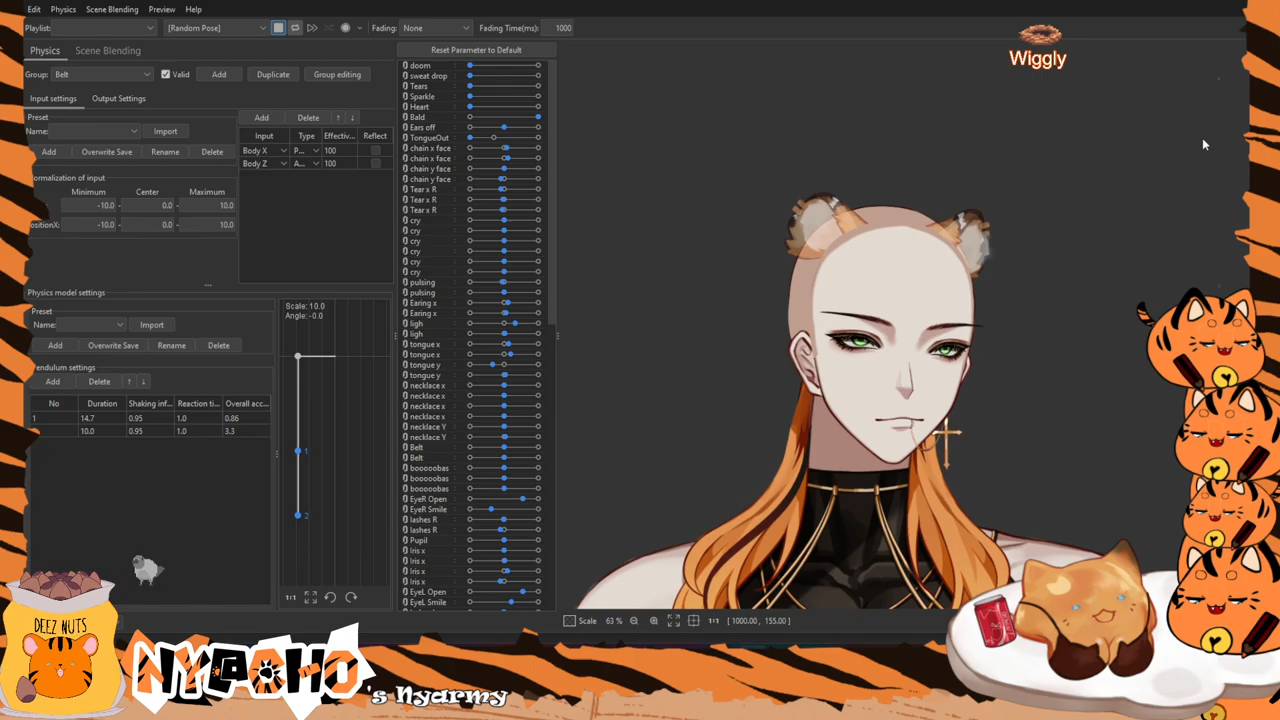 Edit Physics Scene Blending Preview Help
Playlist: [Random Pose] Fading: None Fading Time(ms): 1000
Wiggly
Physics Scene Blending
Reset Parameter to Default
Group: Belt Valid Add Duplicate Group editing
Input settings Output Settings
Preset
Name: Import
Add Overwrite Save Rename Delete
Add Delete ↑ ↓
Input Type Effectiv... Reflect
Body X P... 100
Body Z A... 100
ormalization of input
Minimum Center Maximum
-10.0 - 0.0 - 10.0
ositionX: -10.0 - 0.0 - 10.0
Physics model settings
Preset
Name: Import
Add Overwrite Save Rename Delete
endulum settings
Add Delete ↑ ↓
No Duration Shaking inf... Reaction ti... Overall acc...
1 14.7 0.95 1.0 0.86
10.0 0.95 1.0 3.3
Scale: 10.0
Angle: -0.0
1
2
1:1
doom
sweat drop
Tears
Sparkle
Heart
Bald
Ears off
TongueOut
chain x face
chain x face
chain y face
chain y face
Tear x R
Tear x R
Tear x R
cry
cry
cry
cry
cry
cry
pulsing
pulsing
Earing x
Earing x
ligh
ligh
tongue x
tongue x
tongue y
tongue y
necklace x
necklace x
necklace x
necklace x
necklace Y
necklace Y
Belt
Belt
booooobas
booooobas
booooobas
EyeR Open
EyeR Smile
lashes R
lashes R
Pupil
Iris x
Iris x
Iris x
Iris x
EyeL Open
EyeL Smile
Scale 63 % 1:1 [ 1000.00 , 155.00 ]
DEEZ NUTS
NYAAHO
's Nyarmy